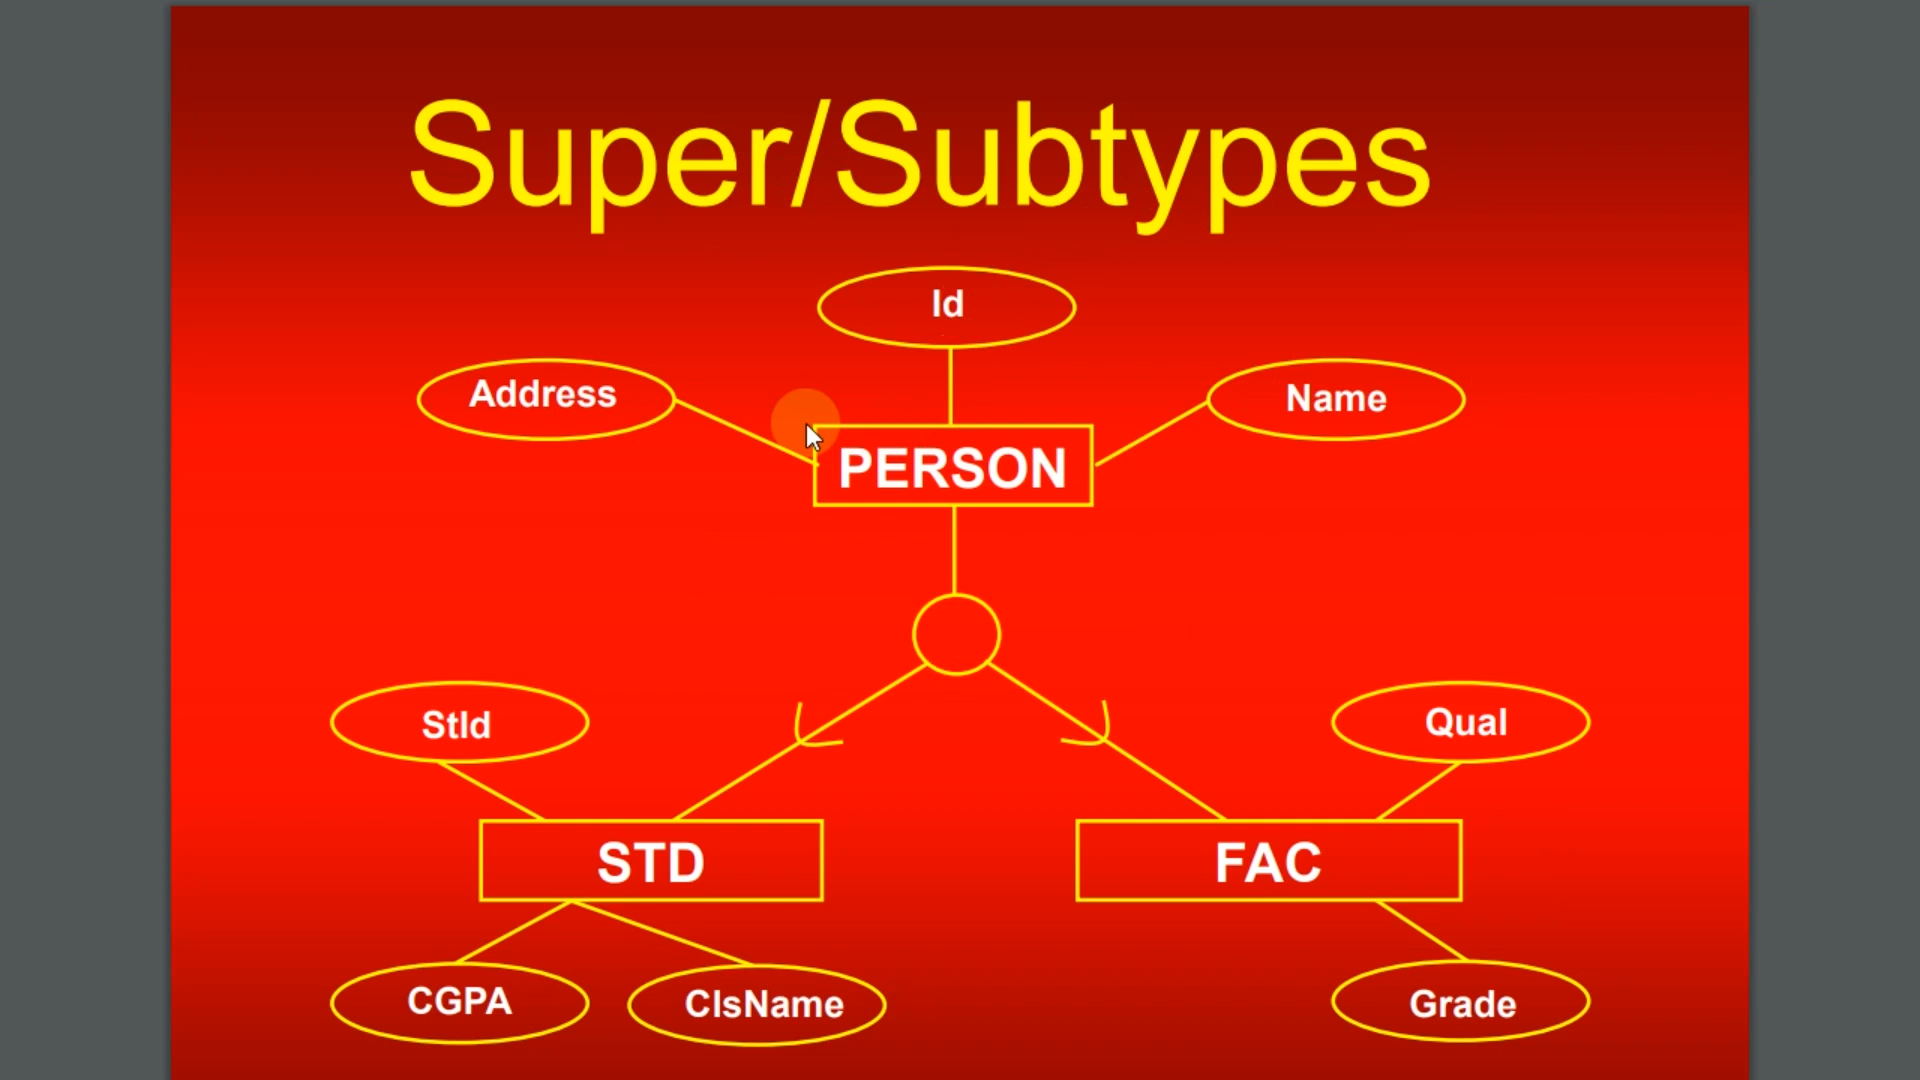 Super/Subtypes
Id
Address
Name
PERSON
StId
Qual
STD
FAC
CGPA
ClsName
Grade